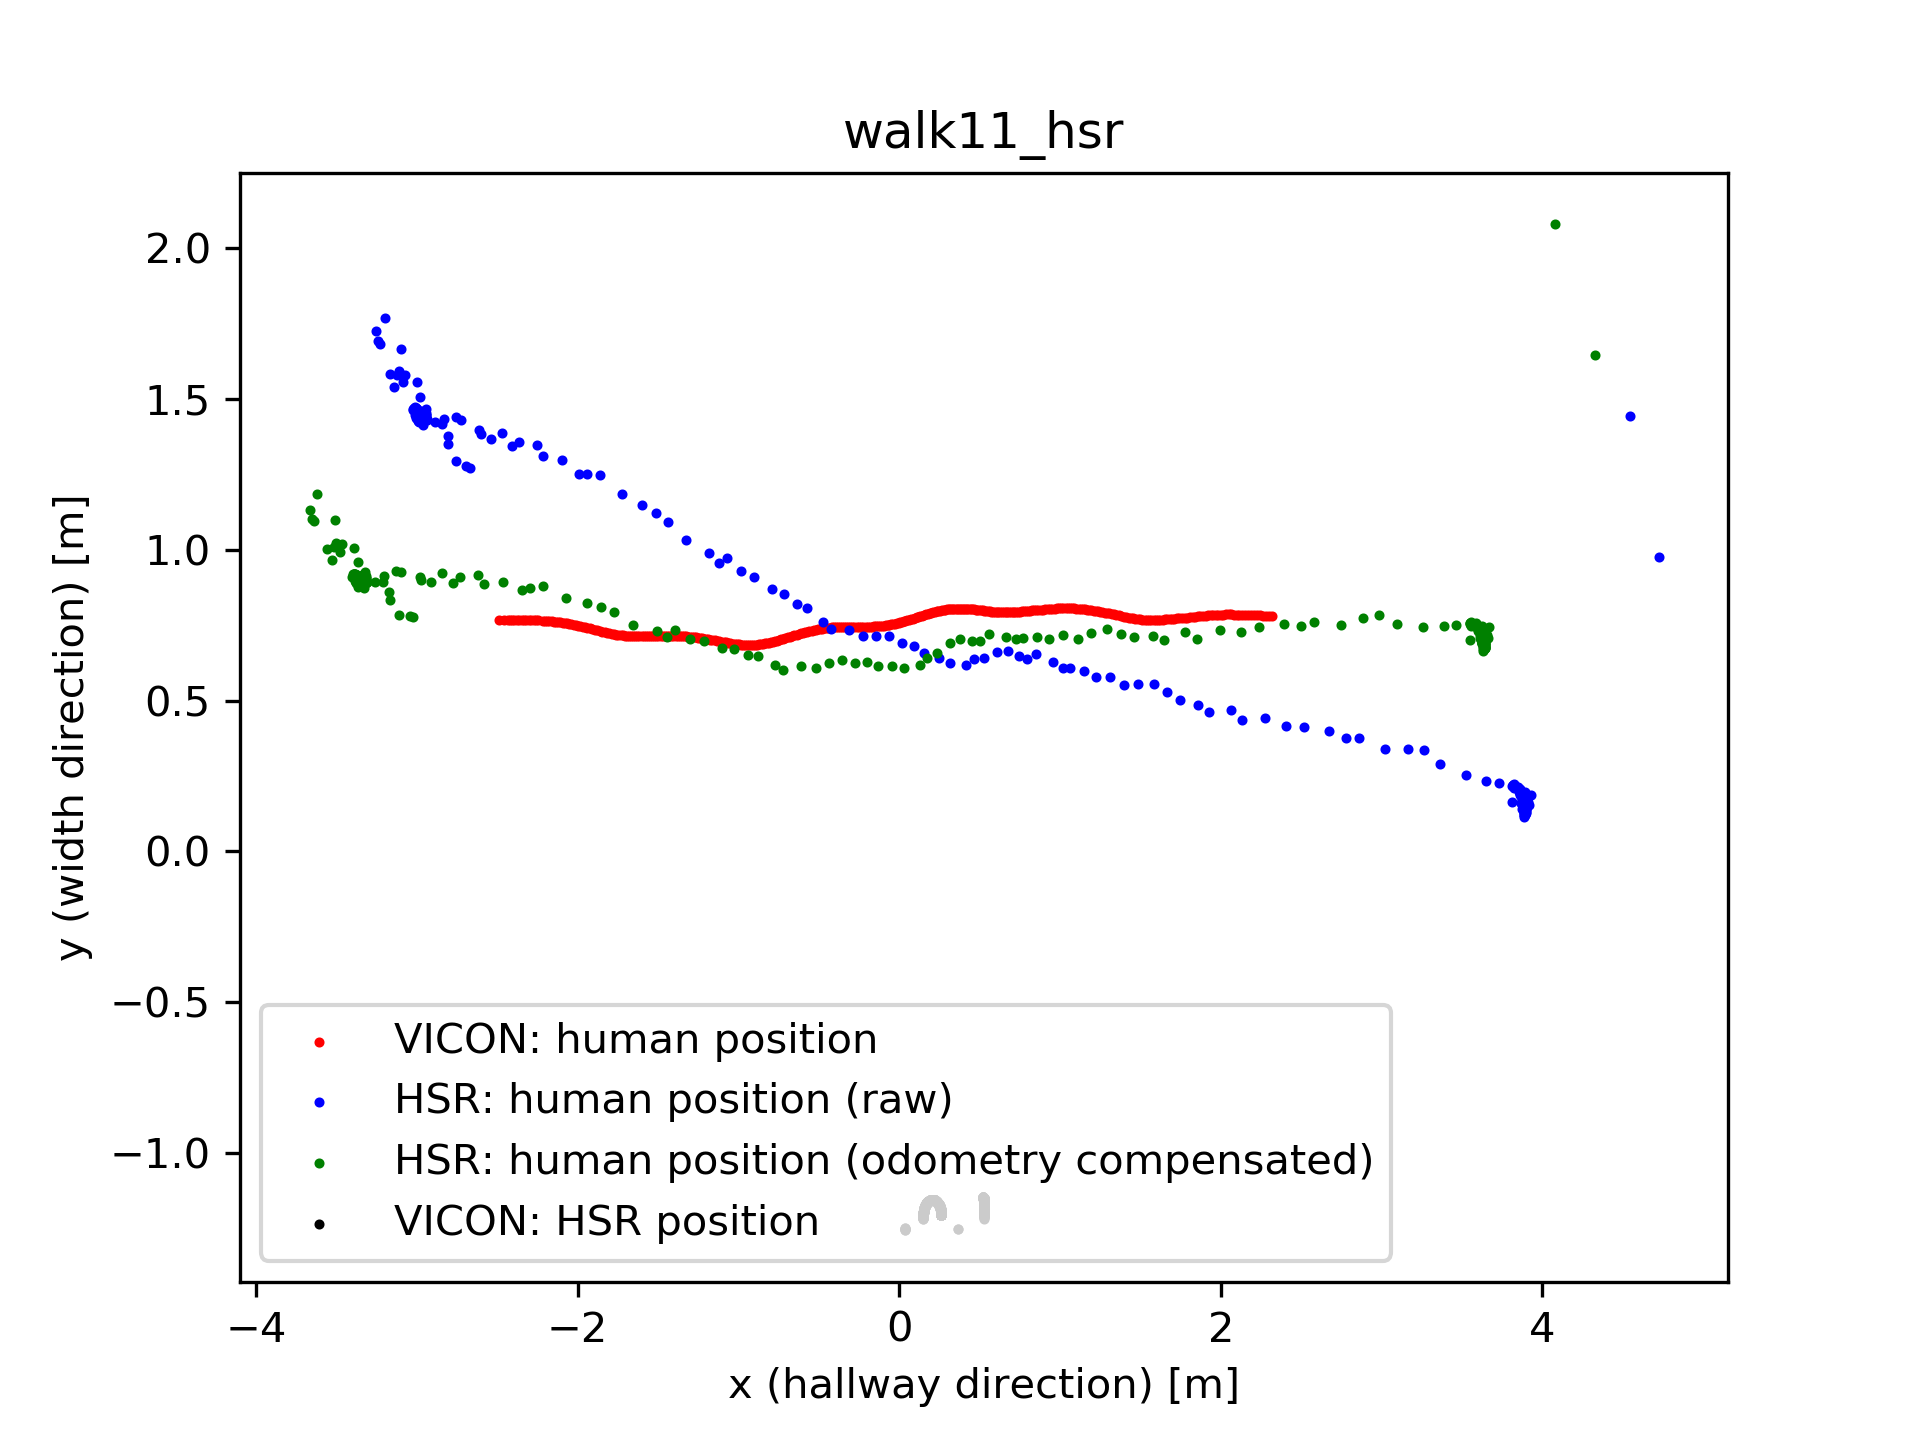 walk11_hsr
2.0
1.5
1.0
0.5
0.0
−0.5
−1.0
y (width direction) [m]
VICON: human position
HSR: human position (raw)
HSR: human position (odometry compensated)
VICON: HSR position
−4
−2
0
2
4
x (hallway direction) [m]